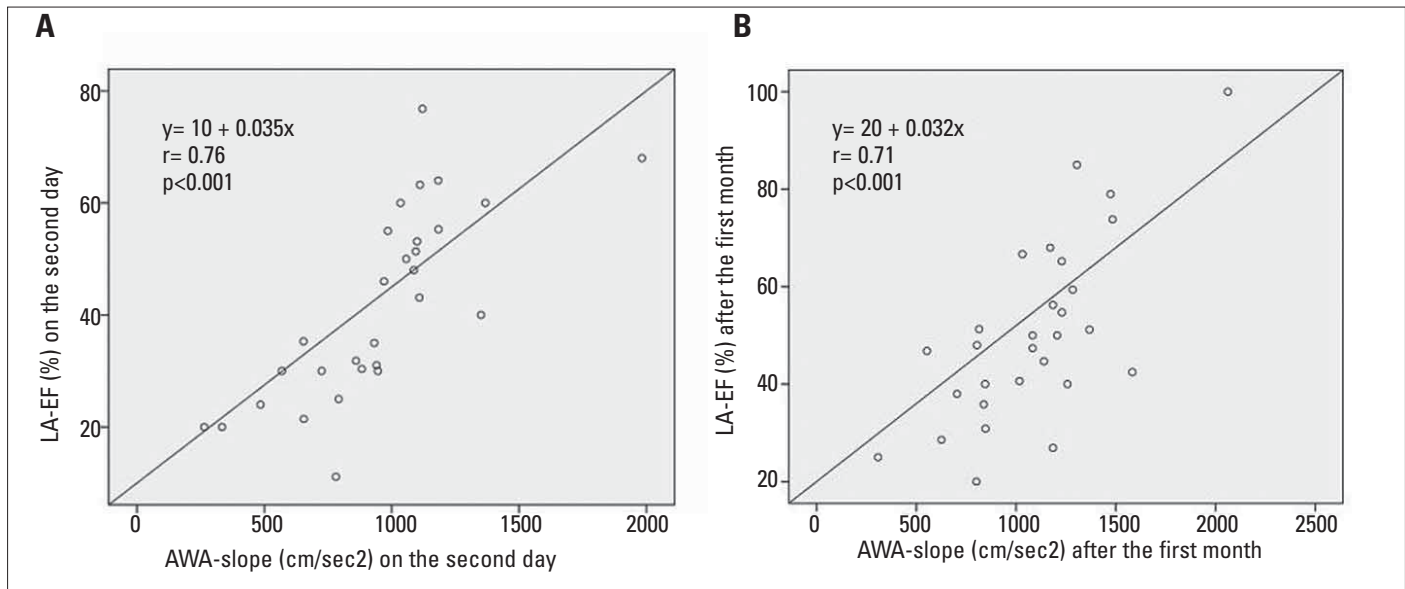 A
LA-EF (%) on the second day
80
60
40
20
y= 10 + 0.035x
r= 0.76
p<0.001
0 500 1000 1500 2000
AWA-slope (cm/sec2) on the second day
B
LA-EF (%) after the first month
100
80
60
40
20
y= 20 + 0.032x
r= 0.71
p<0.001
0 500 1000 1500 2000 2500
AWA-slope (cm/sec2) after the first month